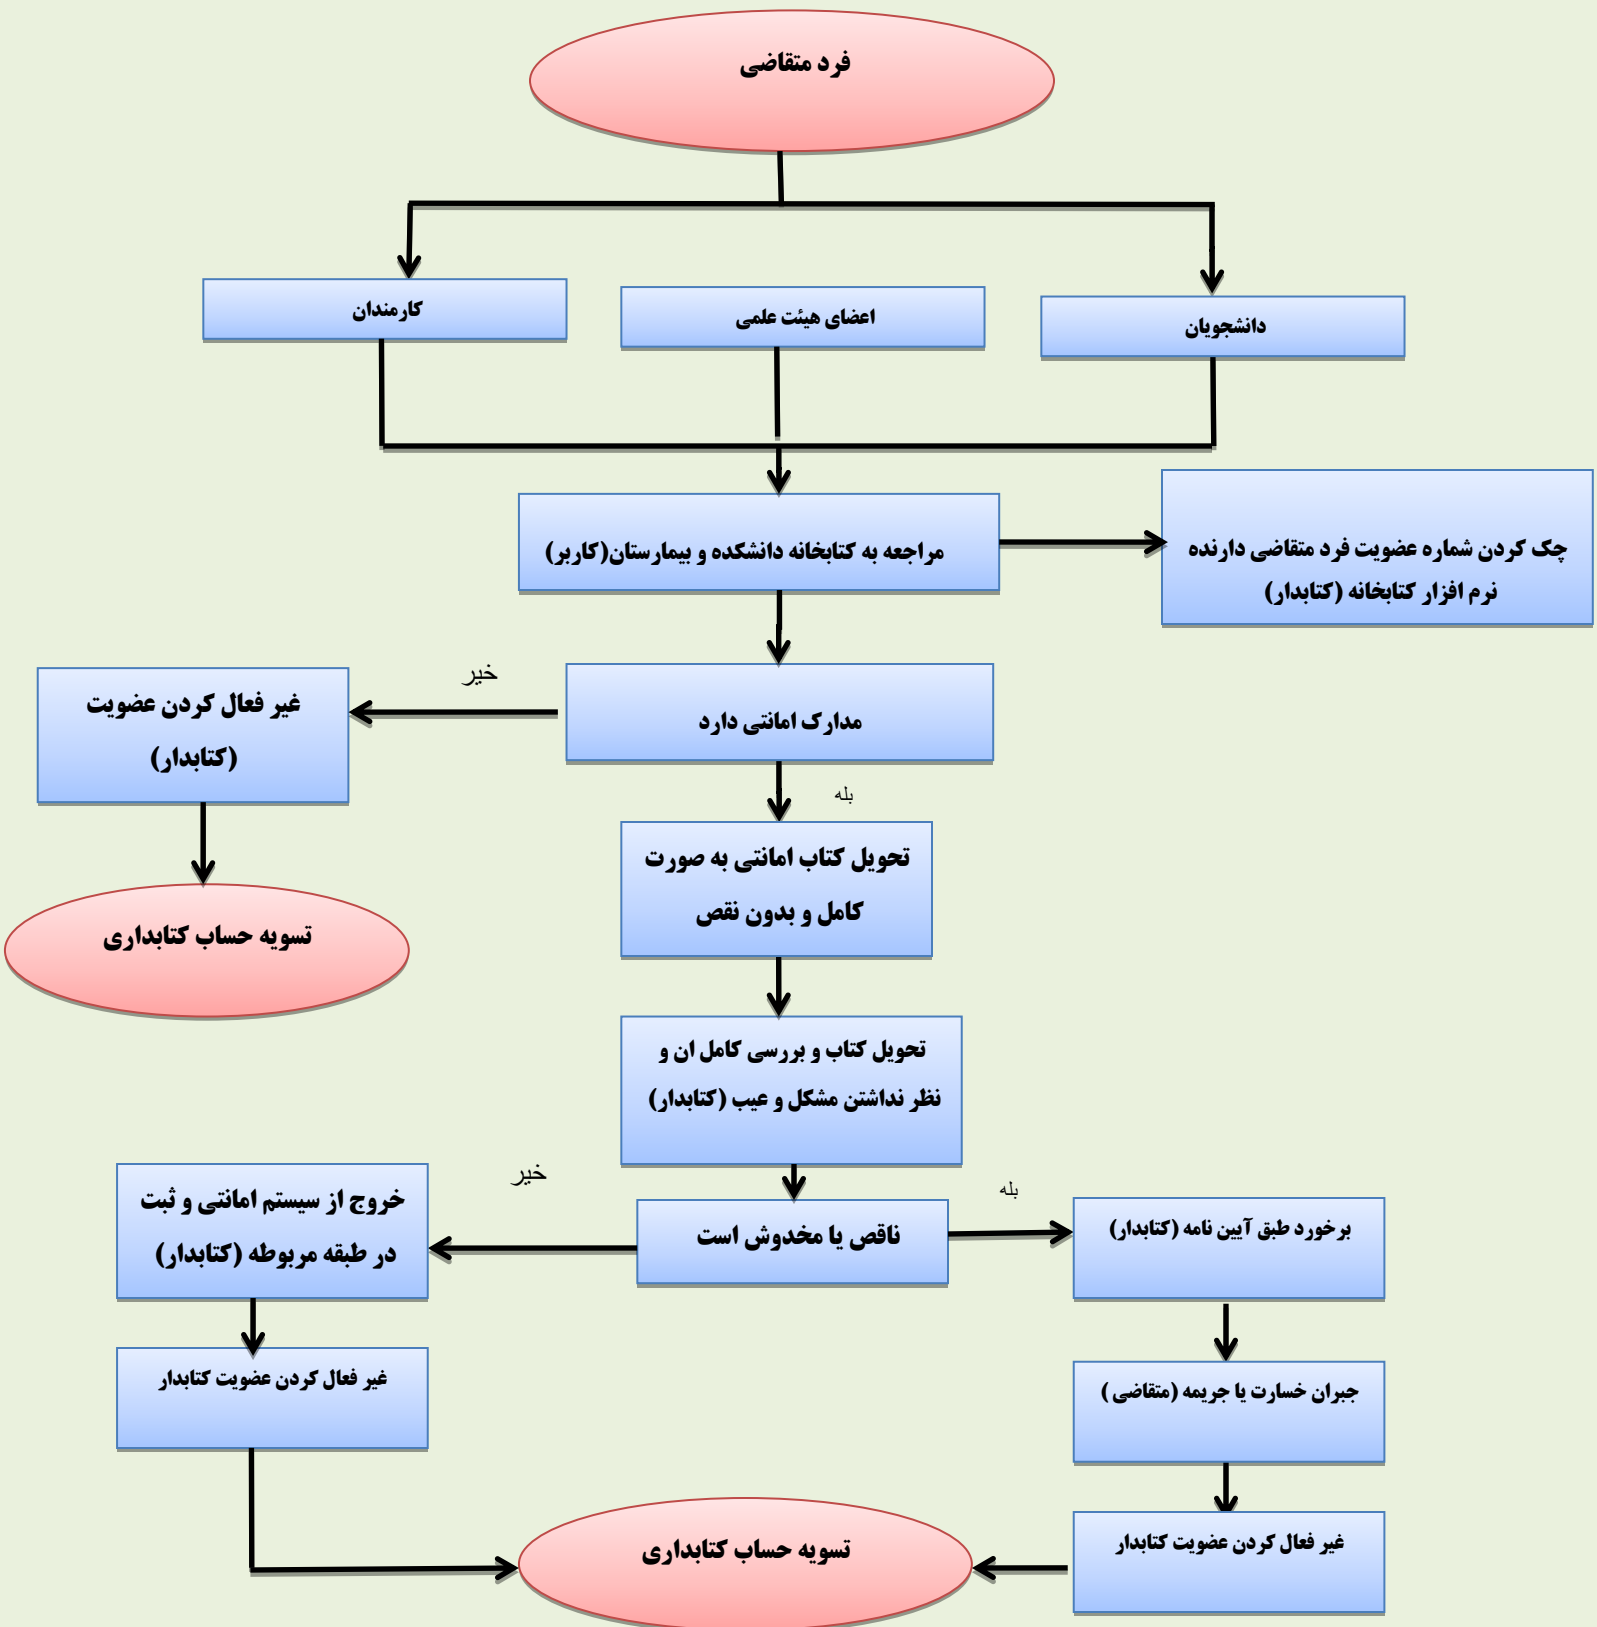 فرد متقاضی
دانشجویان
اعضای هیئت علمی
کارمندان
مراجعه به کتابخانه دانشکده و بیمارستان(کاربر)
چک کردن شماره عضویت فرد متقاضی دارنده
نرم افزار کتابخانه (کتابدار)
مدارک امانتی دارد
خیر
غیر فعال کردن عضویت
(کتابدار)
تسویه حساب کتابداری
بله
تحویل کتاب امانتی به صورت
کامل و بدون نقص
تحویل کتاب و بررسی کامل ان و
نظر نداشتن مشکل و عیب (کتابدار)
ناقص یا مخدوش است
بله
برخورد طبق آیین نامه (کتابدار)
جبران خسارت یا جریمه (متقاضی )
غیر فعال کردن عضویت کتابدار
خیر
خروج از سیستم امانتی و ثبت
در طبقه مربوطه (کتابدار)
غیر فعال کردن عضویت کتابدار
تسویه حساب کتابداری